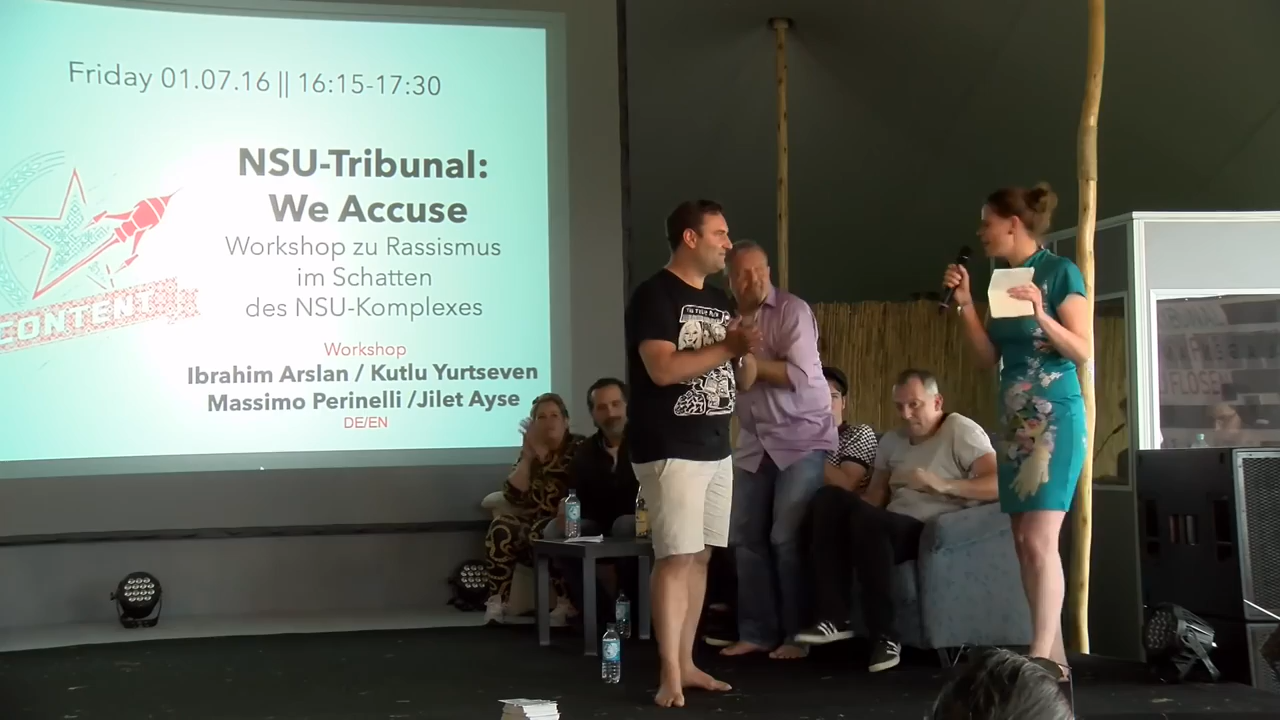 Friday 01.07.16 || 16:15-17:30
NSU-Tribunal:
We Accuse
Workshop zu Rassismus
im Schatten
des NSU-Komplexes
Workshop
Ibrahim Arslan / Kutlu Yurtseven
Massimo Perinelli /Jilet Ayse
DE/EN
CONTENT